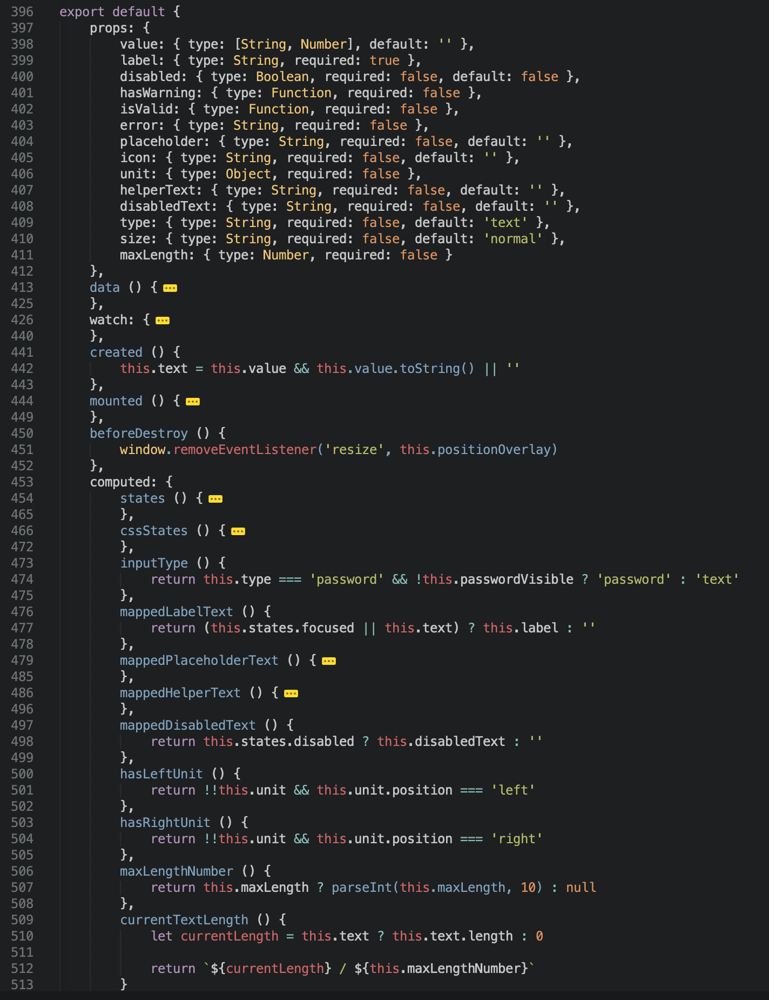 396 export default {
397 props: {
398 value: { type: [String, Number], default: '' },
399 label: { type: String, required: true },
400 disabled: { type: Boolean, required: false, default: false },
401 hasWarning: { type: Function, required: false },
402 isValid: { type: Function, required: false },
403 error: { type: String, required: false },
404 placeholder: { type: String, required: false, default: '' },
405 icon: { type: String, required: false, default: '' },
406 unit: { type: Object, required: false },
407 helperText: { type: String, required: false, default: '' },
408 disabledText: { type: String, required: false, default: '' },
409 type: { type: String, required: false, default: 'text' },
410 size: { type: String, required: false, default: 'normal' },
411 maxLength: { type: Number, required: false }
412 },
413 data () { ...
425 },
426 watch: { ...
440 },
441 created () {
442 this.text = this.value && this.value.toString() || ''
443 },
444 mounted () { ...
449 },
450 beforeDestroy () {
451 window.removeEventListener('resize', this.positionOverlay)
452 },
453 computed: {
454 states () { ...
465 },
466 cssStates () { ...
472 },
473 inputType () {
474 return this.type === 'password' && !this.passwordVisible ? 'password' : 'text'
475 },
476 mappedLabelText () {
477 return (this.states.focused || this.text) ? this.label : ''
478 },
479 mappedPlaceholderText () { ...
485 },
486 mappedHelperText () { ...
496 },
497 mappedDisabledText () {
498 return this.states.disabled ? this.disabledText : ''
499 },
500 hasLeftUnit () {
501 return !!this.unit && this.unit.position === 'left'
502 },
503 hasRightUnit () {
504 return !!this.unit && this.unit.position === 'right'
505 },
506 maxLengthNumber () {
507 return this.maxLength ? parseInt(this.maxLength, 10) : null
508 },
509 currentTextLength () {
510 let currentLength = this.text ? this.text.length : 0
511
512 return `${currentLength} / ${this.maxLengthNumber}`
513 }